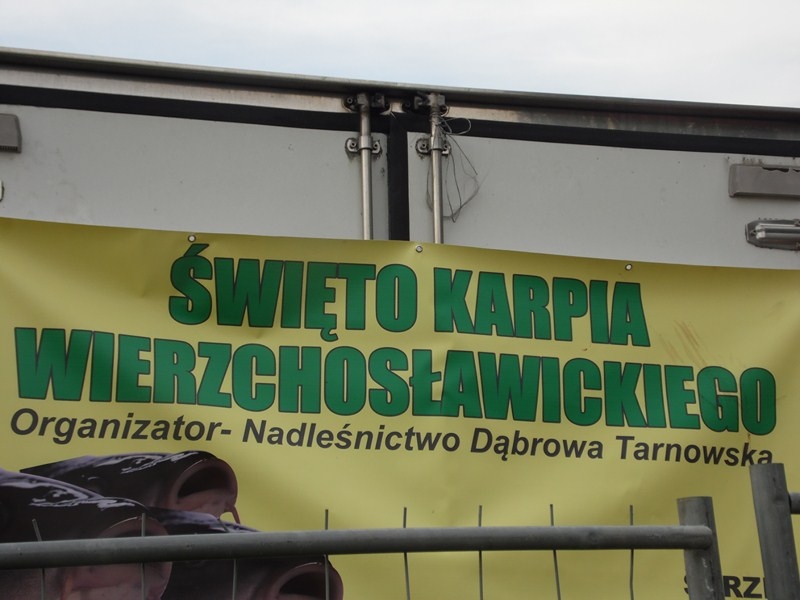 ŚWIĘTO KARPIA
WIERZCHOSŁAWICKIEGO
Organizator- Nadleśnictwo Dąbrowa Tarnowska